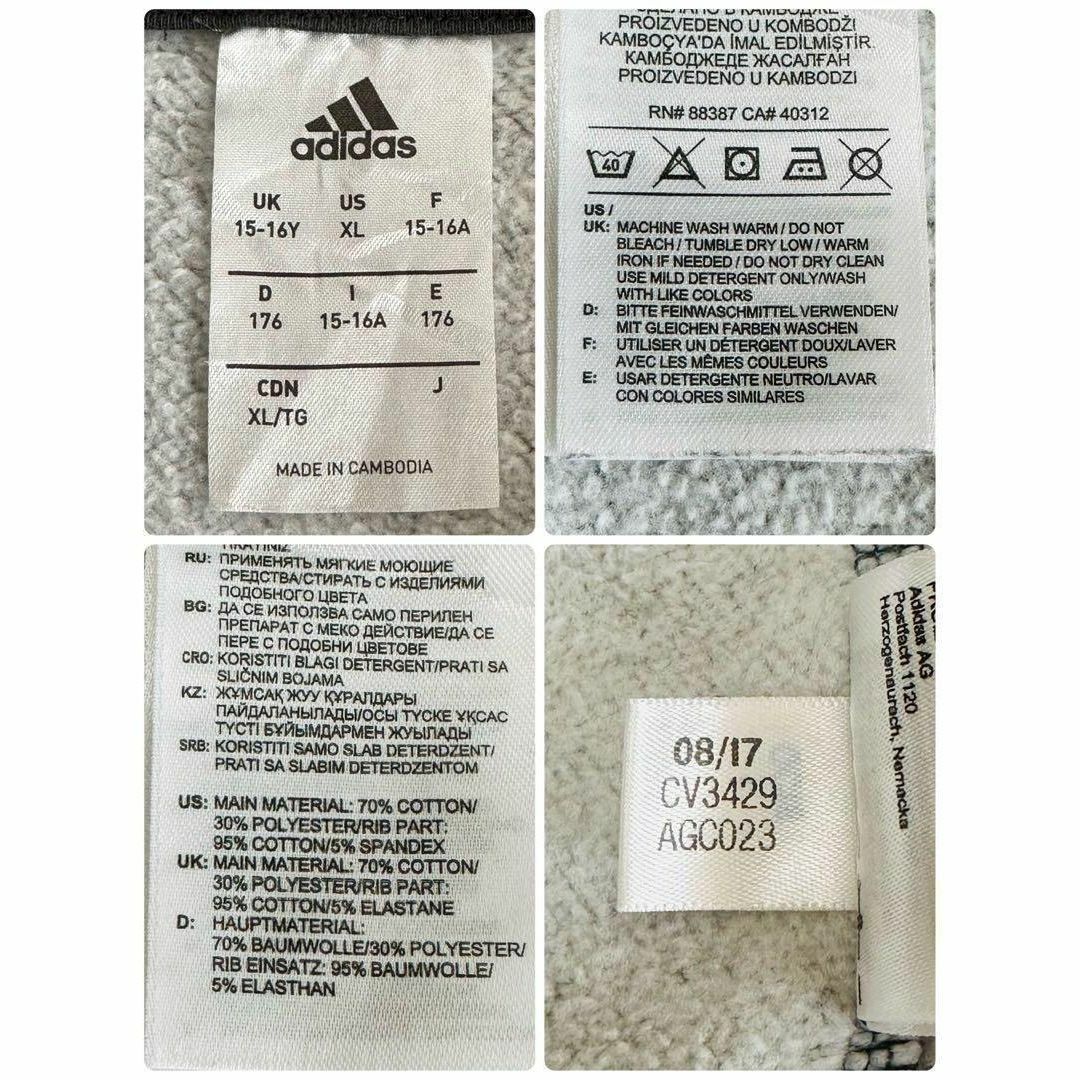 adidas
UK US F
15-16Y XL 15-16A
D I E
176 15-16A 176
CDN J
XL/TG
MADE IN CAMBODIA
PROIZVEDENO U KOMBODŽI
KAMBOÇYA'DA İMAL EDİLMİŞTİR.
КАМБОДЖЕДЕ ЖАСАЛҒАН
PROIZVEDENO U KAMBODZI
RN# 88387 CA# 40312
40
US /
UK: MACHINE WASH WARM / DO NOT
BLEACH / TUMBLE DRY LOW / WARM
IRON IF NEEDED / DO NOT DRY CLEAN
USE MILD DETERGENT ONLY/WASH
WITH LIKE COLORS
D: BITTE FEINWASCHMITTEL VERWENDEN/
MIT GLEICHEN FARBEN WASCHEN
F: UTILISER UN DÉTERGENT DOUX/LAVER
AVEC LES MÊMES COULEURS
E: USAR DETERGENTE NEUTRO/LAVAR
CON COLORES SIMILARES
RU: ПРИМЕНЯТЬ МЯГКИЕ МОЮЩИЕ
СРЕДСТВА/СТИРАТЬ С ИЗДЕЛИЯМИ
ПОДОБНОГО ЦВЕТА
BG: ДА СЕ ИЗПОЛЗВА САМО ПЕРИЛЕН
ПРЕПАРАТ С МЕКО ДЕЙСТВИЕ/ДА СЕ
ПЕРЕ С ПОДОБНИ ЦВЕТОВЕ
CRO: KORISTITI BLAGI DETERGENT/PRATI SA
SLIČNIM BOJAMA
KZ: ЖҰМСАҚ ЖУУ ҚҰРАЛДАРЫ
ПАЙДАЛАНЫЛАДЫ/ОСЫ ТҮСКЕ ҰҚСАС
ТҮСТІ БҰЙЫМДАРМЕН ЖУЫЛАДЫ
SRB: KORISTITI SAMO SLAB DETERDZENT/
PRATI SA SLABIM DETERDZENTOM
US: MAIN MATERIAL: 70% COTTON/
30% POLYESTER/RIB PART:
95% COTTON/5% SPANDEX
UK: MAIN MATERIAL: 70% COTTON/
30% POLYESTER/RIB PART:
95% COTTON/5% ELASTANE
D: HAUPTMATERIAL:
70% BAUMWOLLE/30% POLYESTER/
RIB EINSATZ: 95% BAUMWOLLE/
5% ELASTHAN
08/17
CV3429
AGC023
Adidas AG
Postfach 1120
Herzogenaurach, Nemacka